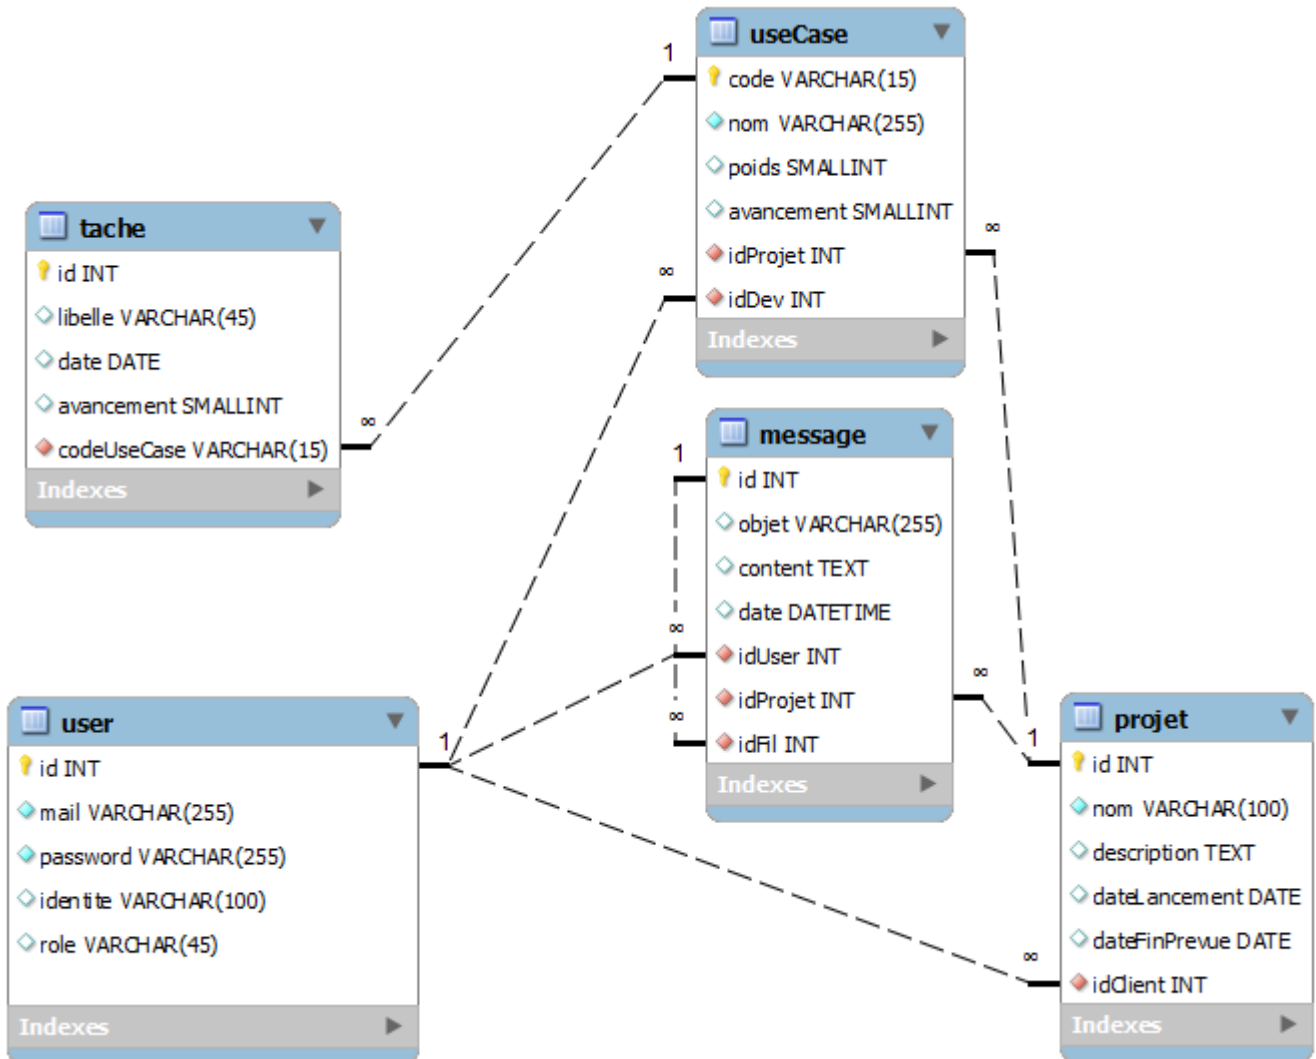 useCase
code VARCHAR(15)
nom VARCHAR(255)
poids SMALLINT
avancement SMALLINT
idProjet INT
idDev INT
Indexes
1
∞
∞
tache
id INT
libelle VARCHAR(45)
date DATE
avancement SMALLINT
codeUseCase VARCHAR(15)
Indexes
∞
message
id INT
objet VARCHAR(255)
content TEXT
date DATETIME
idUser INT
idProjet INT
idFil INT
Indexes
1
∞
∞
∞
user
id INT
mail VARCHAR(255)
password VARCHAR(255)
identite VARCHAR(100)
role VARCHAR(45)
Indexes
1
projet
id INT
nom VARCHAR(100)
description TEXT
dateLancement DATE
dateFinPrevue DATE
idClient INT
Indexes
1
∞